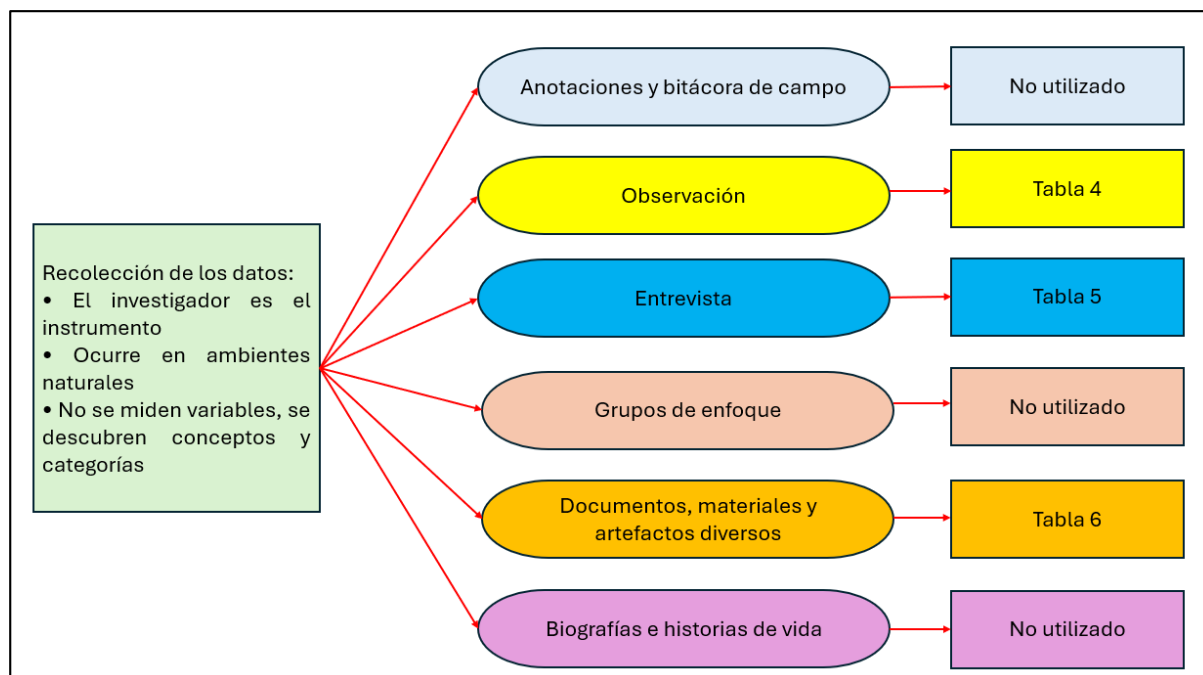 Anotaciones y bitácora de campo
No utilizado
Observación
Tabla 4
Recolección de los datos:
• El investigador es el
instrumento
• Ocurre en ambientes
naturales
• No se miden variables, se
descubren conceptos y
categorías
Entrevista
Tabla 5
Grupos de enfoque
No utilizado
Documentos, materiales y
artefactos diversos
Tabla 6
Biografías e historias de vida
No utilizado